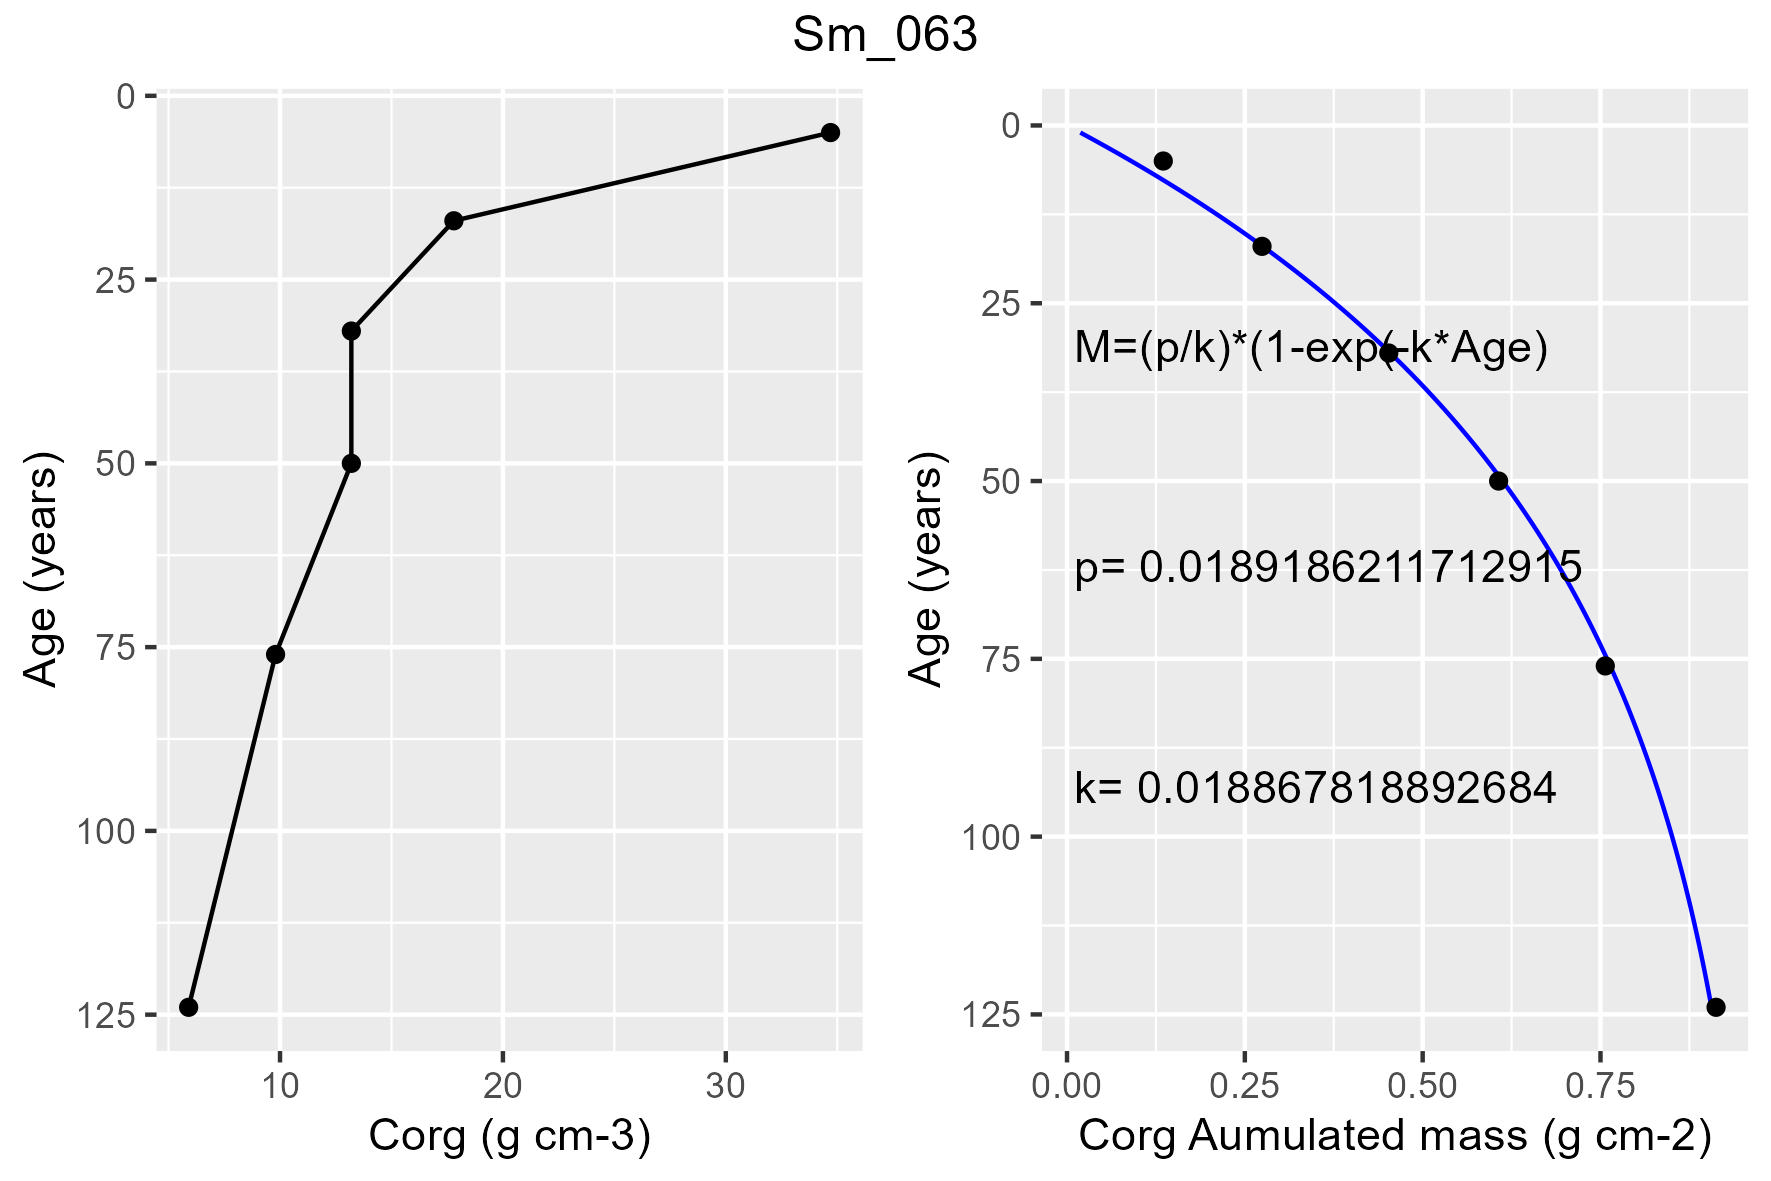 Sm_063
0
25
50
75
100
125
Age (years)
10 20 30
Corg (g cm-3)
0
25
50
75
100
125
Age (years)
M=(p/k)*(1-exp(-k*Age)
p= 0.0189186211712915
k= 0.018867818892684
0.00 0.25 0.50 0.75
Corg Aumulated mass (g cm-2)